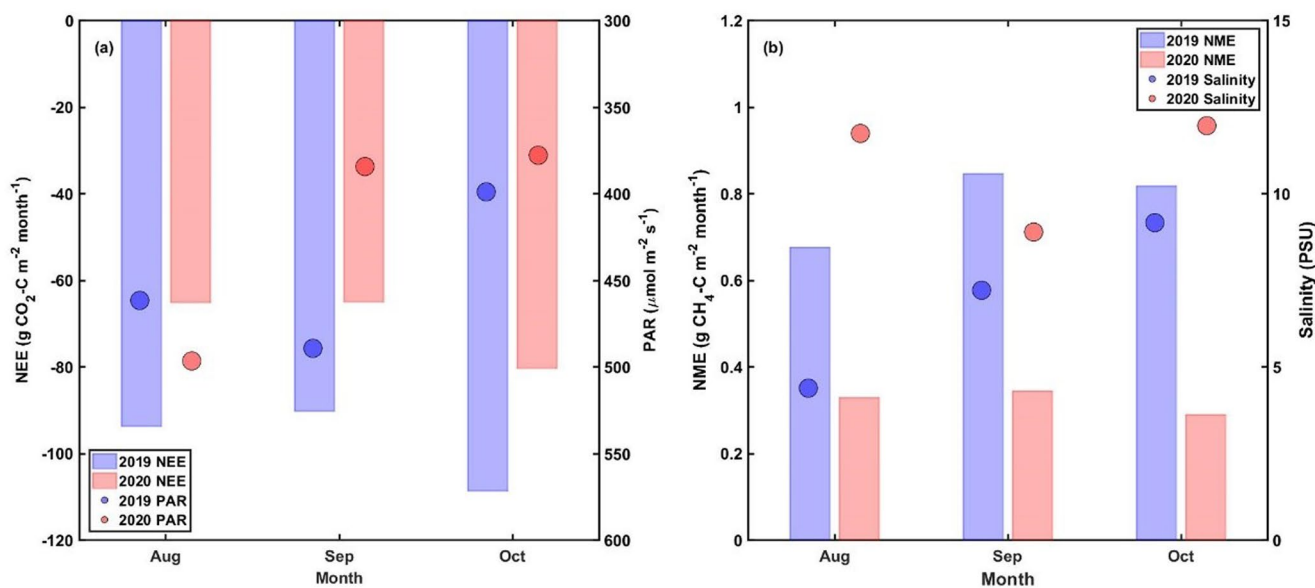 (a)
0
-20
-40
-60
-80
-100
-120
NEE (g CO₂-C m⁻² month⁻¹)
300
350
400
450
500
550
600
PAR (μmol m⁻² s⁻¹)
2019 NEE
2020 NEE
2019 PAR
2020 PAR
Aug Sep Oct
Month
(b)
1.2
1
0.8
0.6
0.4
0.2
0
NME (g CH₄-C m⁻² month⁻¹)
15
10
5
0
Salinity (PSU)
2019 NME
2020 NME
2019 Salinity
2020 Salinity
Aug Sep Oct
Month